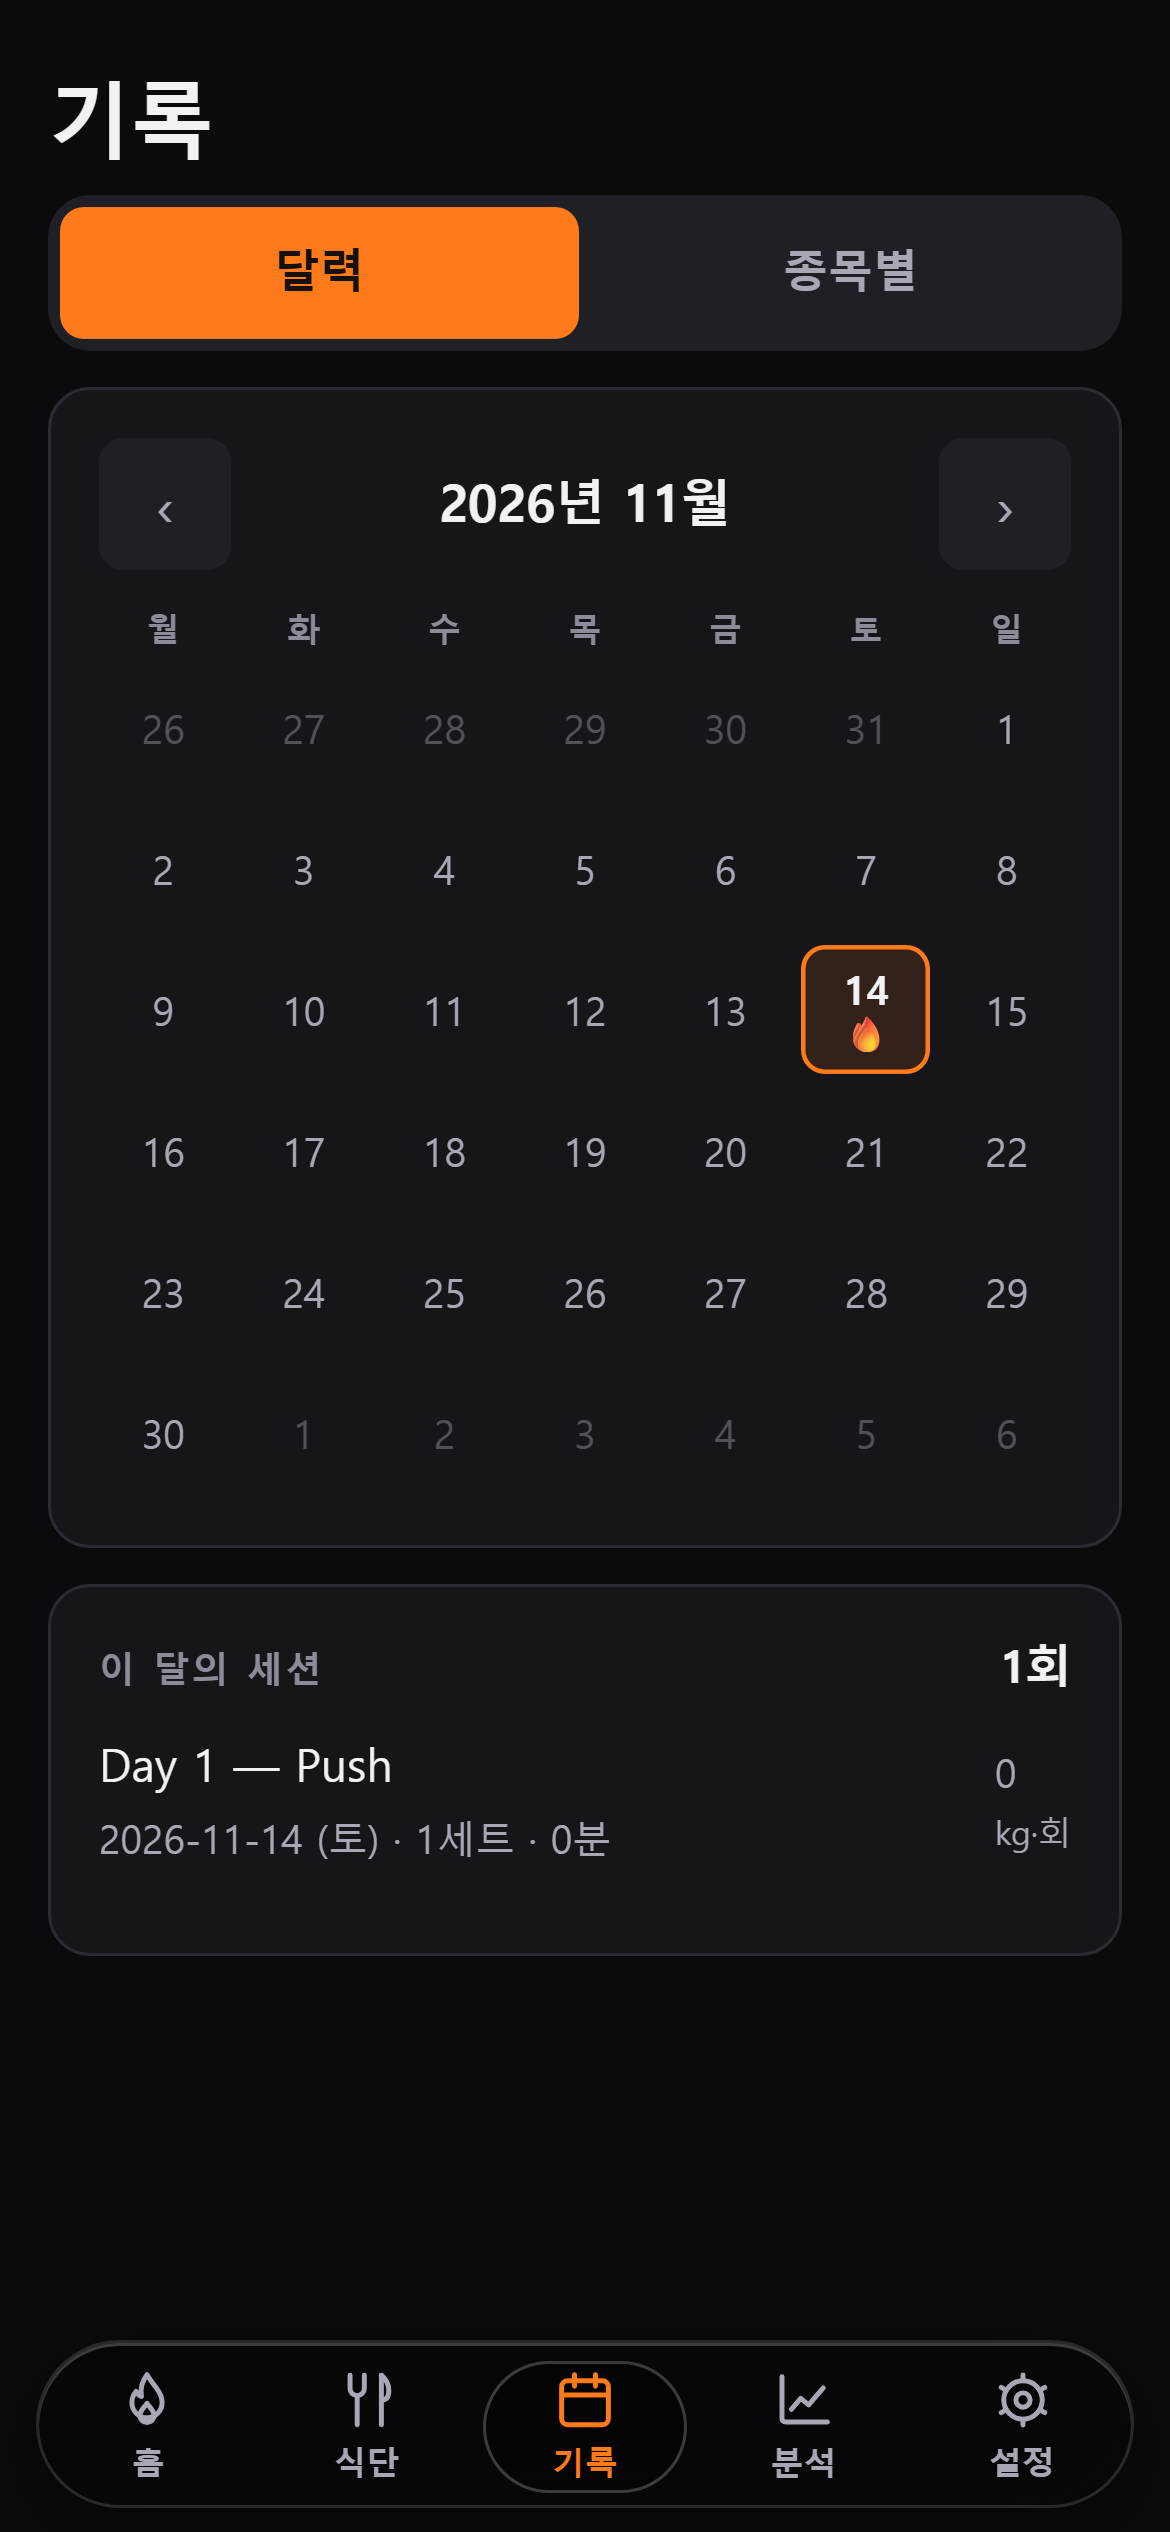 기록
달력 종목별
‹ 2026년 11월 ›
월 화 수 목 금 토 일
26 27 28 29 30 31 1
2 3 4 5 6 7 8
9 10 11 12 13 14 15
16 17 18 19 20 21 22
23 24 25 26 27 28 29
30 1 2 3 4 5 6
이 달의 세션 1회
Day 1 — Push 0
2026-11-14 (토) · 1세트 · 0분 kg·회
홈 식단 기록 분석 설정